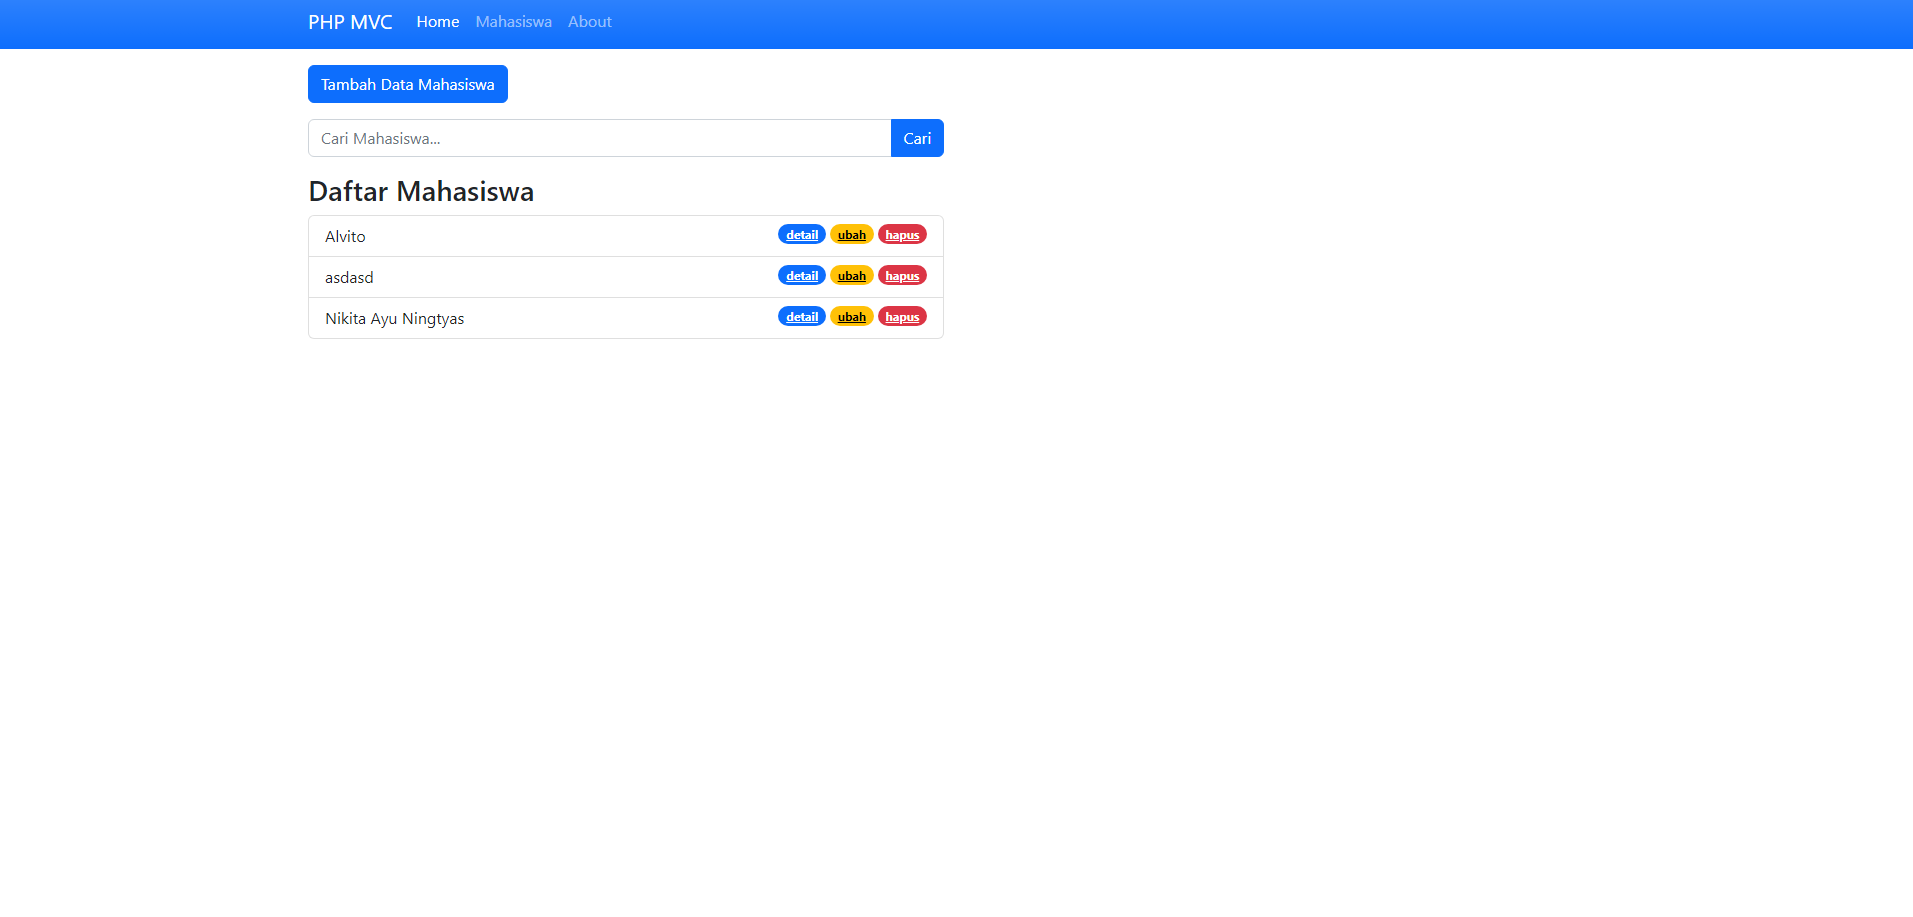 PHP MVC Home Mahasiswa About
Tambah Data Mahasiswa
Cari Mahasiswa... Cari
Daftar Mahasiswa
Alvito detail ubah hapus
asdasd detail ubah hapus
Nikita Ayu Ningtyas detail ubah hapus